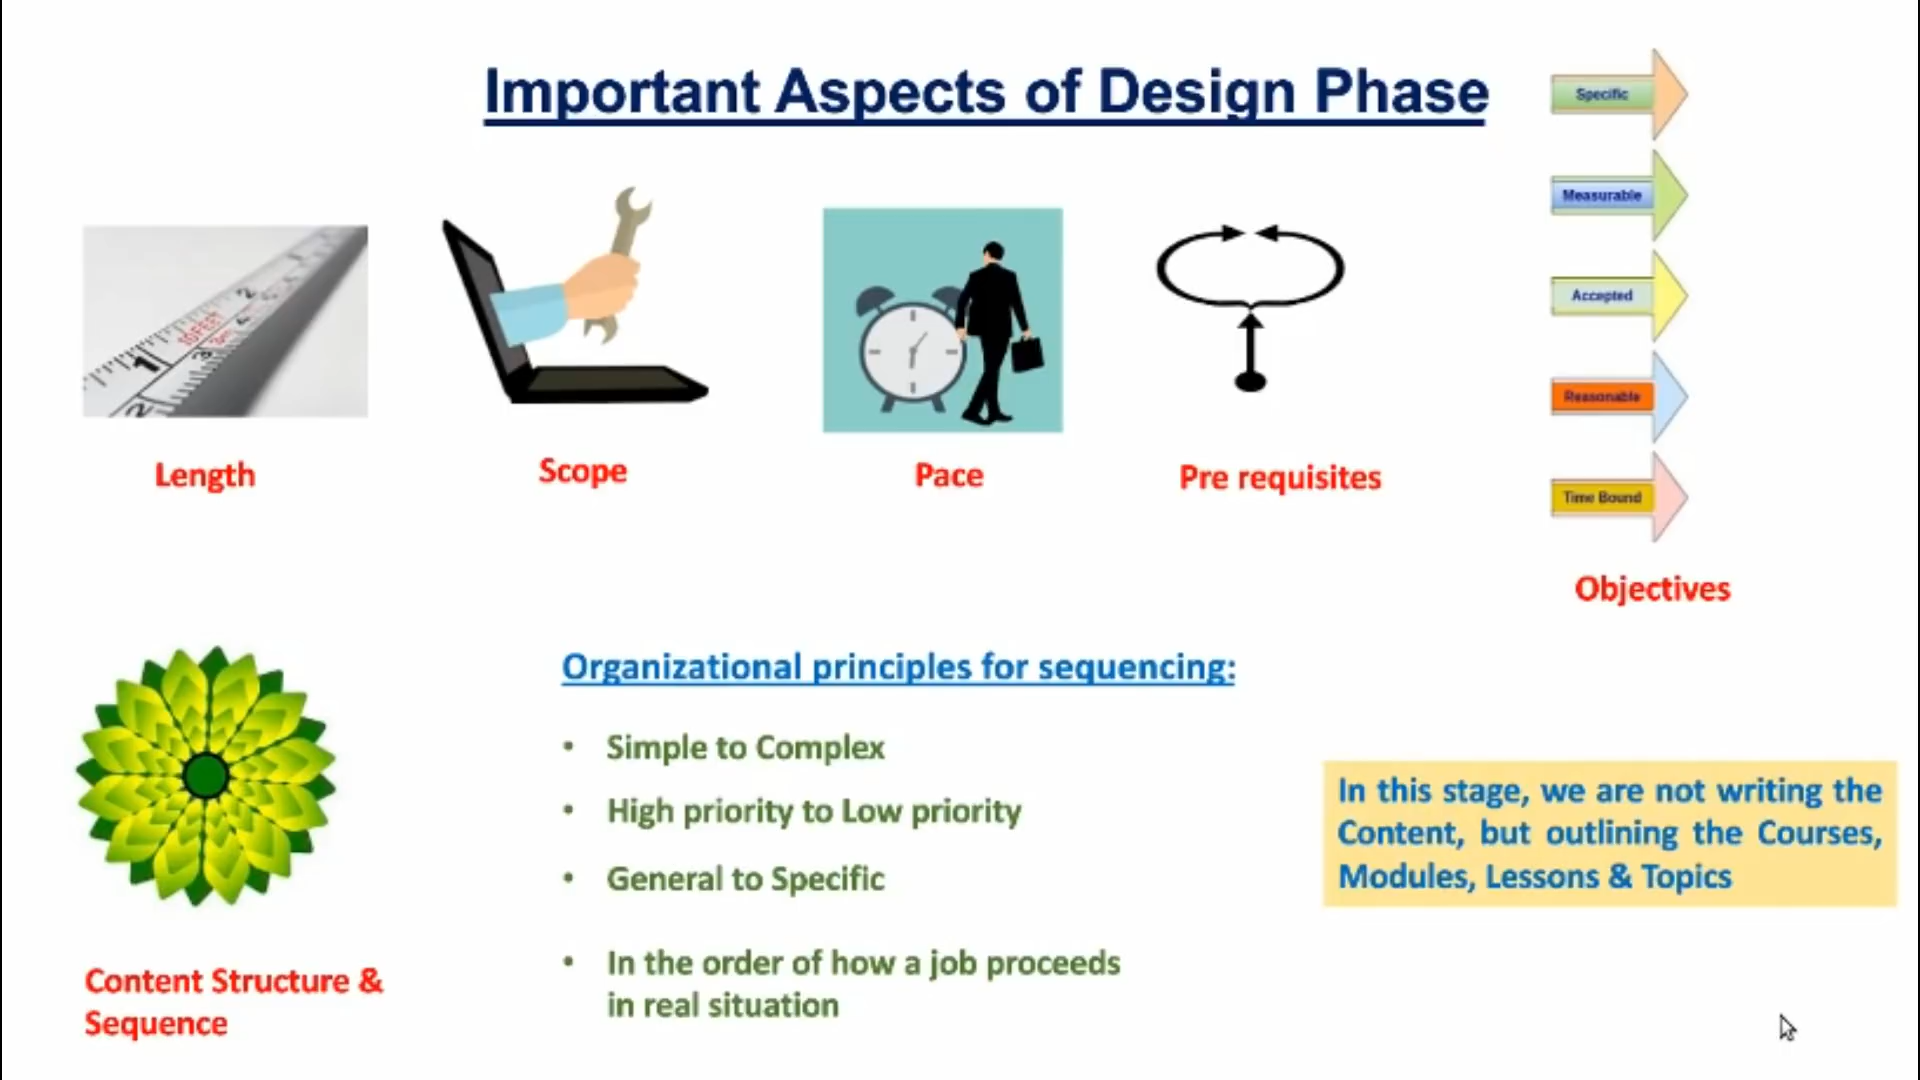 Important Aspects of Design Phase
Specific
Measurable
Accepted
Reasonable
Time Bound
Length
Scope
Pace
Pre requisites
Objectives
Organizational principles for sequencing:
• Simple to Complex
• High priority to Low priority
• General to Specific
• In the order of how a job proceeds
in real situation
In this stage, we are not writing the
Content, but outlining the Courses,
Modules, Lessons & Topics
Content Structure &
Sequence